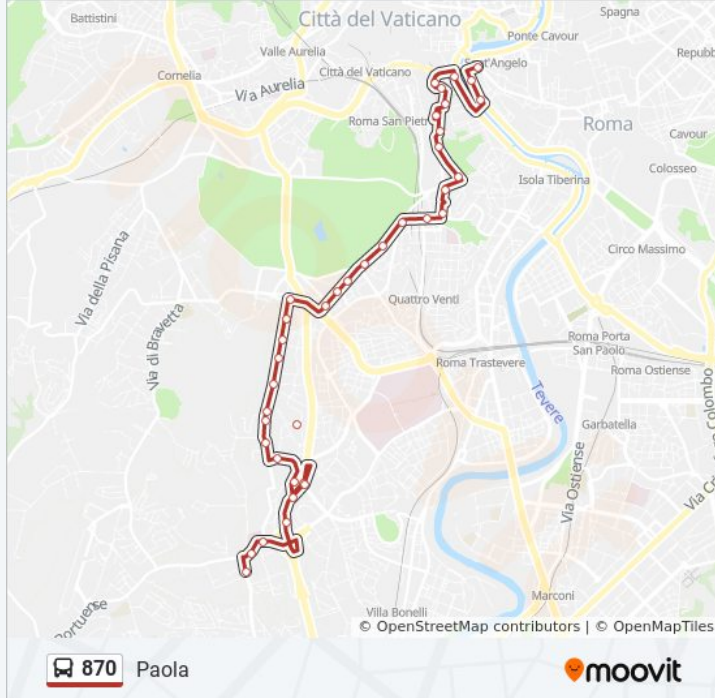 Città del Vaticano
Battistini
Spagna
Ponte Cavour
Valle Aurelia
Repubb
Sant'Angelo
Cornelia
Città del Vaticano
Via Aurelia
Roma San Pietr
Roma
Cavour
Colosseo
Isola Tiberina
Via della Pisana
Circo Massimo
Quattro Venti
Via di Bravetta
Roma Porta
San Paolo
Roma Trastevere
Roma Ostiense
Tevere
Garbatella
Via Ostiense
Via Cri
Colombo
Marconi
Portuense
Villa Bonelli
© OpenStreetMap contributors | © OpenMapTiles
870 Paola
moovit